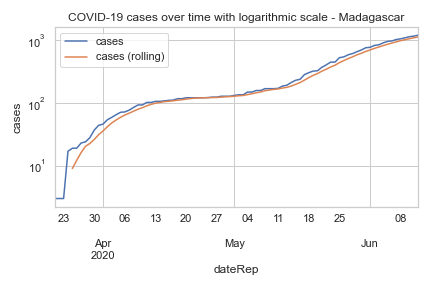 COVID-19 cases over time with logarithmic scale - Madagascar
cases
cases (rolling)
10³
10²
10¹
cases
23 30 06 13 20 27 04 11 18 25 08
Apr 2020 May Jun
dateRep